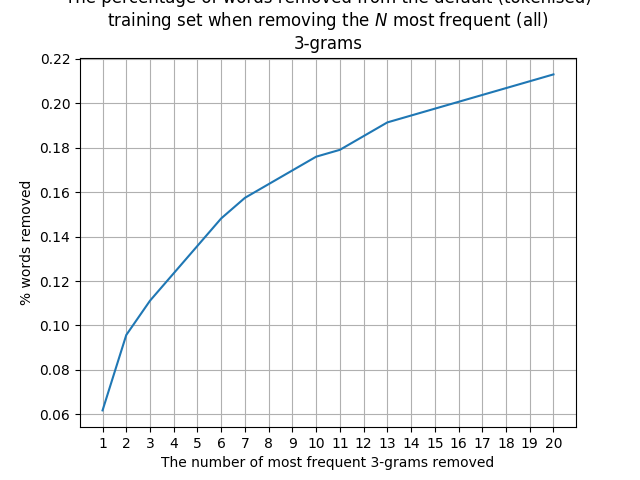 The percentage of words removed from the default (tokenised)
training set when removing the N most frequent (all)
3-grams
0.22
0.20
0.18
0.16
0.14
0.12
0.10
0.08
0.06
% words removed
1 2 3 4 5 6 7 8 9 10 11 12 13 14 15 16 17 18 19 20
The number of most frequent 3-grams removed